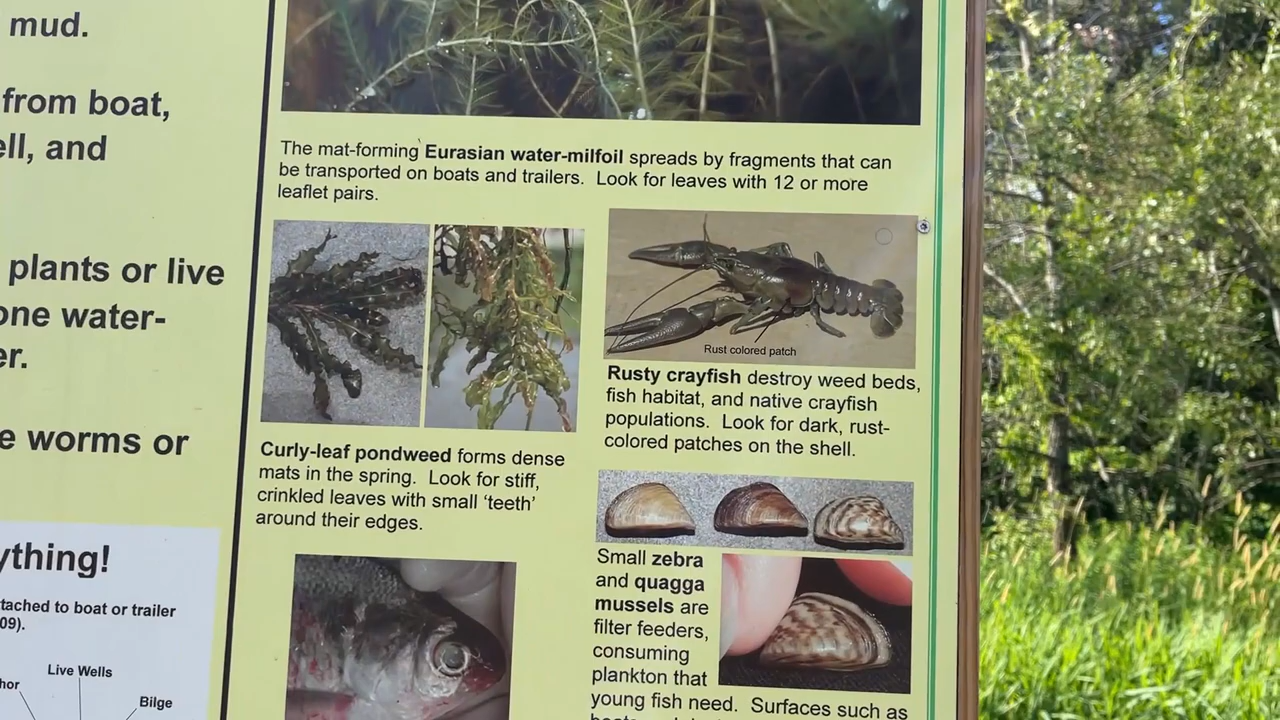 mud.
from boat,
ell, and
plants or live
one water-
er.
e worms or
ything!
tached to boat or trailer
09).
Live Wells
hor
Bilge
The mat-forming Eurasian water-milfoil spreads by fragments that can
be transported on boats and trailers. Look for leaves with 12 or more
leaflet pairs.
Curly-leaf pondweed forms dense
mats in the spring. Look for stiff,
crinkled leaves with small ‘teeth’
around their edges.
Rust colored patch
Rusty crayfish destroy weed beds,
fish habitat, and native crayfish
populations. Look for dark, rust-
colored patches on the shell.
Small zebra
and quagga
mussels are
filter feeders,
consuming
plankton that
young fish need. Surfaces such as